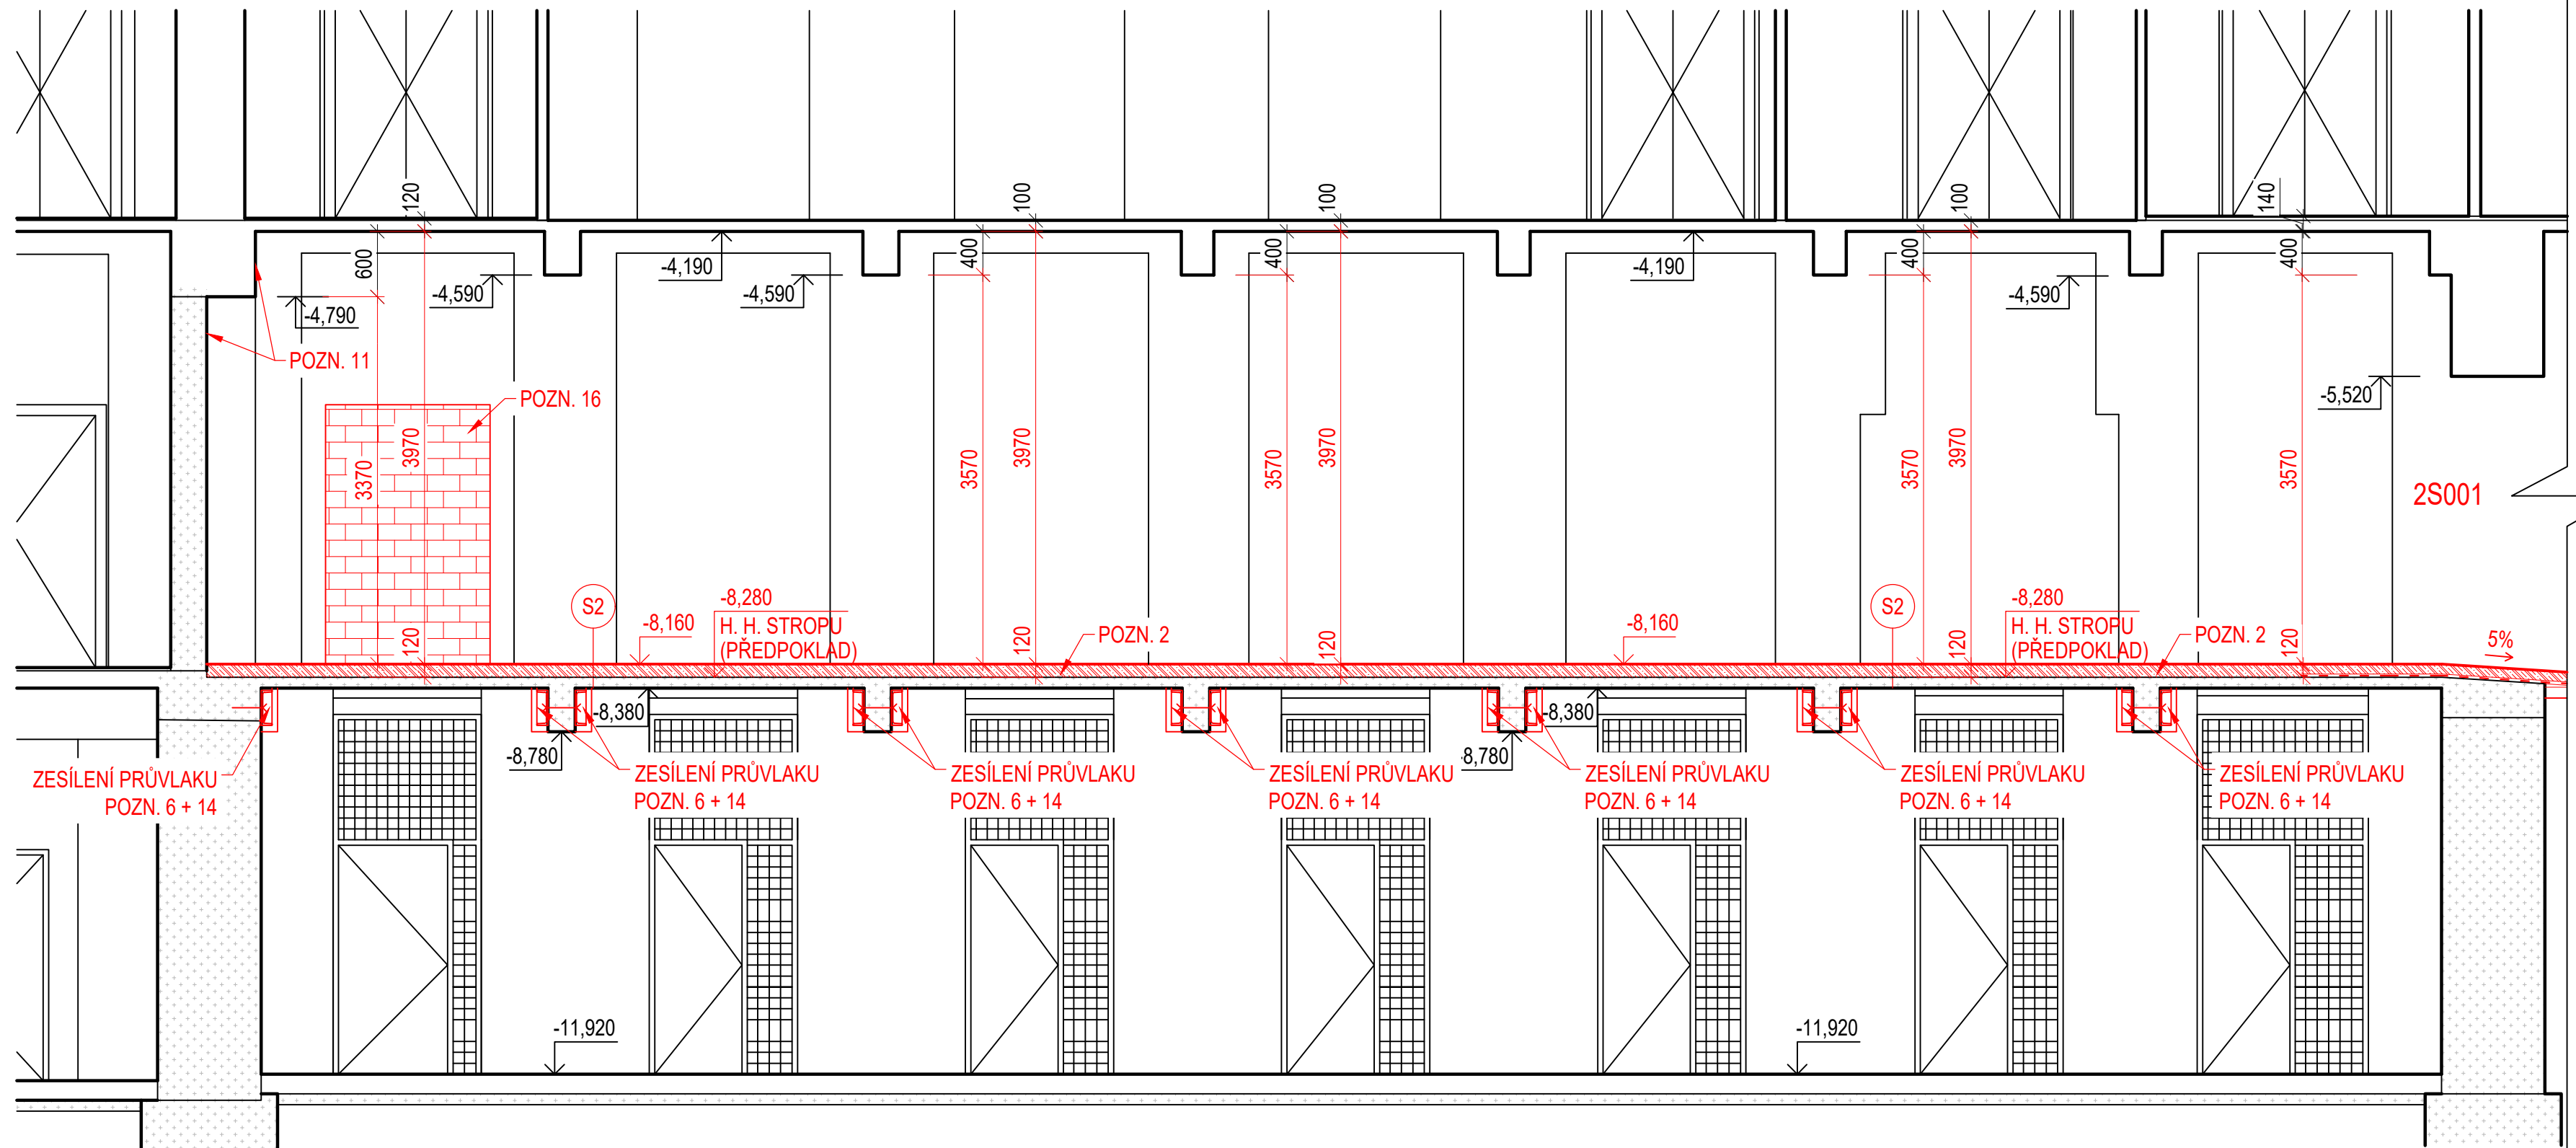 120
100
100
100
140
600
400
400
400
400
-4,190
-4,190
-4,590
-4,590
-4,590
-4,790
POZN. 11
-5,520
POZN. 16
3370
3970
3570
3970
3570
3970
3570
3970
3570
2S001
S2
S2
-8,280
H. H. STROPU
(PŘEDPOKLAD)
-8,160
-8,160
-8,280
H. H. STROPU
(PŘEDPOKLAD)
120
120
120
120
120
POZN. 2
POZN. 2
5%
-8,380
-8,380
-8,780
8,780
ZESÍLENÍ PRŮVLAKU
POZN. 6 + 14
ZESÍLENÍ PRŮVLAKU
POZN. 6 + 14
ZESÍLENÍ PRŮVLAKU
POZN. 6 + 14
ZESÍLENÍ PRŮVLAKU
POZN. 6 + 14
ZESÍLENÍ PRŮVLAKU
POZN. 6 + 14
ZESÍLENÍ PRŮVLAKU
POZN. 6 + 14
ZESÍLENÍ PRŮVLAKU
POZN. 6 + 14
-11,920
-11,920